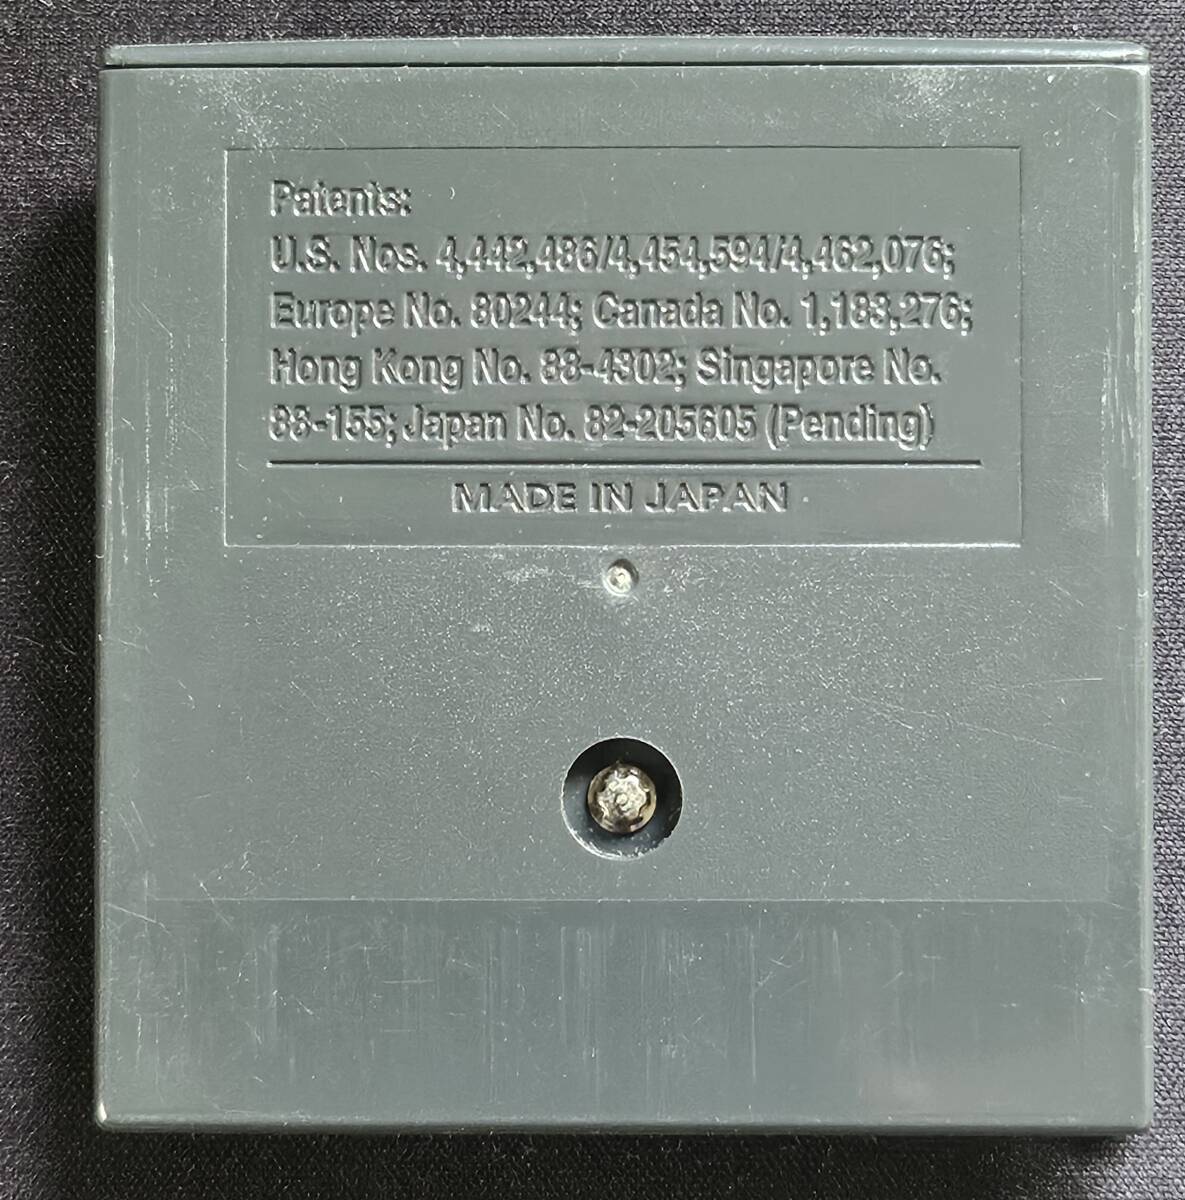 Patents:
U.S. Nos. 4,442,486/4,454,594/4,462,076;
Europe No. 80244; Canada No. 1,183,276;
Hong Kong No. 88-4302; Singapore No.
88-155; Japan No. 82-205605 (Pending)
MADE IN JAPAN